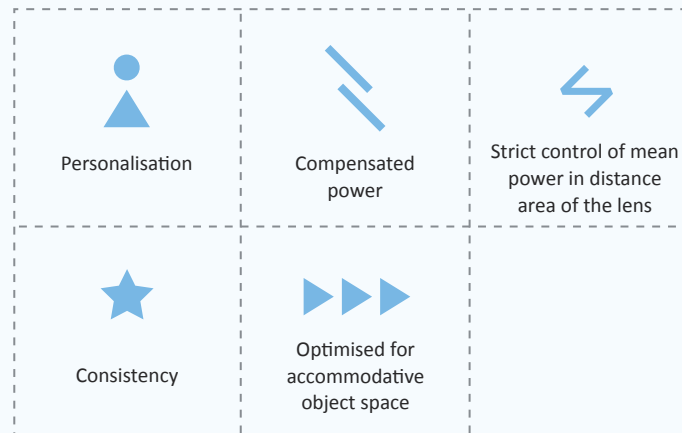 Personalisation
Compensated
power
Strict control of mean
power in distance
area of the lens
Consistency
Optimised for
accommodative
object space